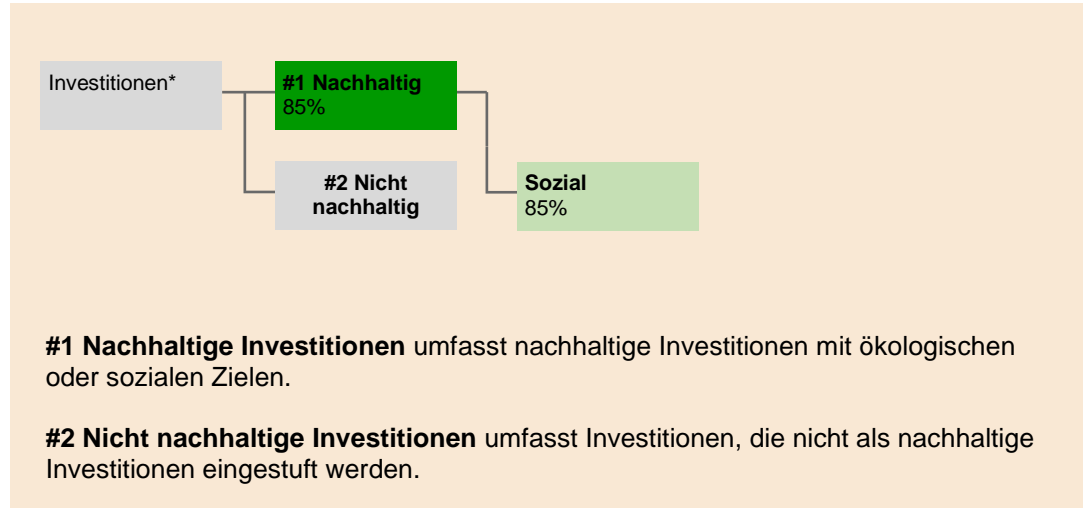 Investitionen*
#1 Nachhaltig
85%
#2 Nicht
nachhaltig
Sozial
85%
#1 Nachhaltige Investitionen umfasst nachhaltige Investitionen mit ökologischen
oder sozialen Zielen.
#2 Nicht nachhaltige Investitionen umfasst Investitionen, die nicht als nachhaltige
Investitionen eingestuft werden.